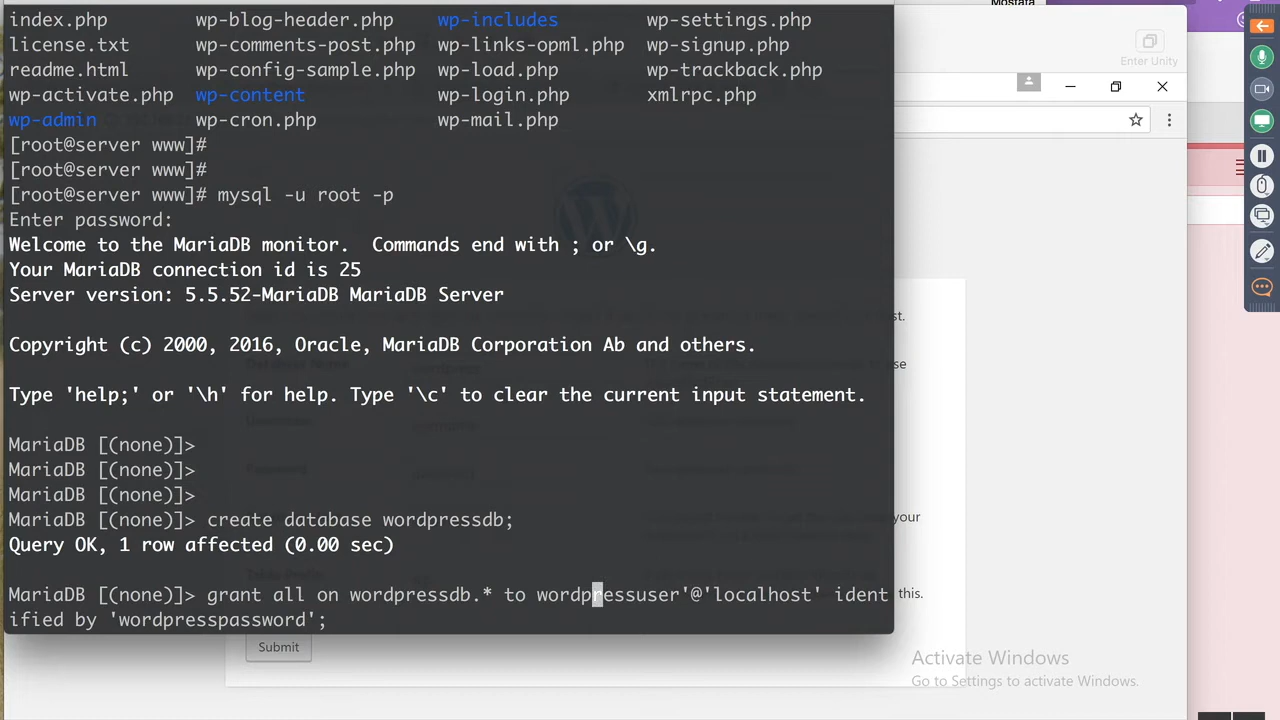 Mostafa
index.php wp-blog-header.php wp-includes wp-settings.php
license.txt wp-comments-post.php wp-links-opml.php wp-signup.php
readme.html wp-config-sample.php wp-load.php wp-trackback.php
wp-activate.php wp-content wp-login.php xmlrpc.php
wp-admin wp-cron.php wp-mail.php
[root@server www]#
[root@server www]#
[root@server www]# mysql -u root -p
Enter password:
Welcome to the MariaDB monitor.  Commands end with ; or \g.
Your MariaDB connection id is 25
Server version: 5.5.52-MariaDB MariaDB Server
Copyright (c) 2000, 2016, Oracle, MariaDB Corporation Ab and others.
Type 'help;' or '\h' for help. Type '\c' to clear the current input statement.
MariaDB [(none)]>
MariaDB [(none)]>
MariaDB [(none)]>
MariaDB [(none)]> create database wordpressdb;
Query OK, 1 row affected (0.00 sec)
MariaDB [(none)]> grant all on wordpressdb.* to wordpressuser'@'localhost' ident
ified by 'wordpresspassword';
Enter Unity
your
this.
Submit
Activate Windows
Go to Settings to activate Windows.